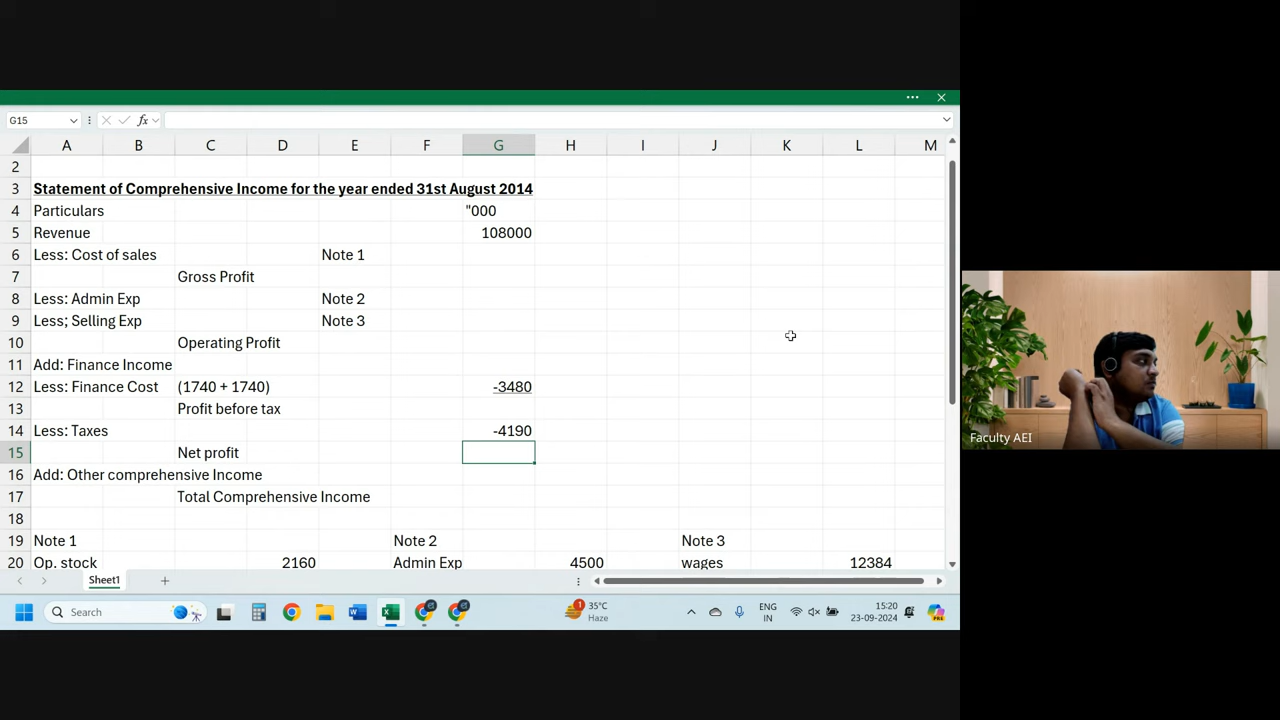 G15 fx
A B C D E F G H I J K L M
2
3 Statement of Comprehensive Income for the year ended 31st August 2014
4 Particulars "000
5 Revenue 108000
6 Less: Cost of sales Note 1
7 Gross Profit
8 Less: Admin Exp Note 2
9 Less; Selling Exp Note 3
10 Operating Profit
11 Add: Finance Income
12 Less: Finance Cost (1740 + 1740) -3480
13 Profit before tax
14 Less: Taxes -4190
15 Net profit
16 Add: Other comprehensive Income
17 Total Comprehensive Income
18
19 Note 1 Note 2 Note 3
20 Op. stock 2160 Admin Exp 4500 wages 12384
Sheet1
Search
1 35°C
Haze
ENG
IN
15:20
23-09-2024
Faculty AEI